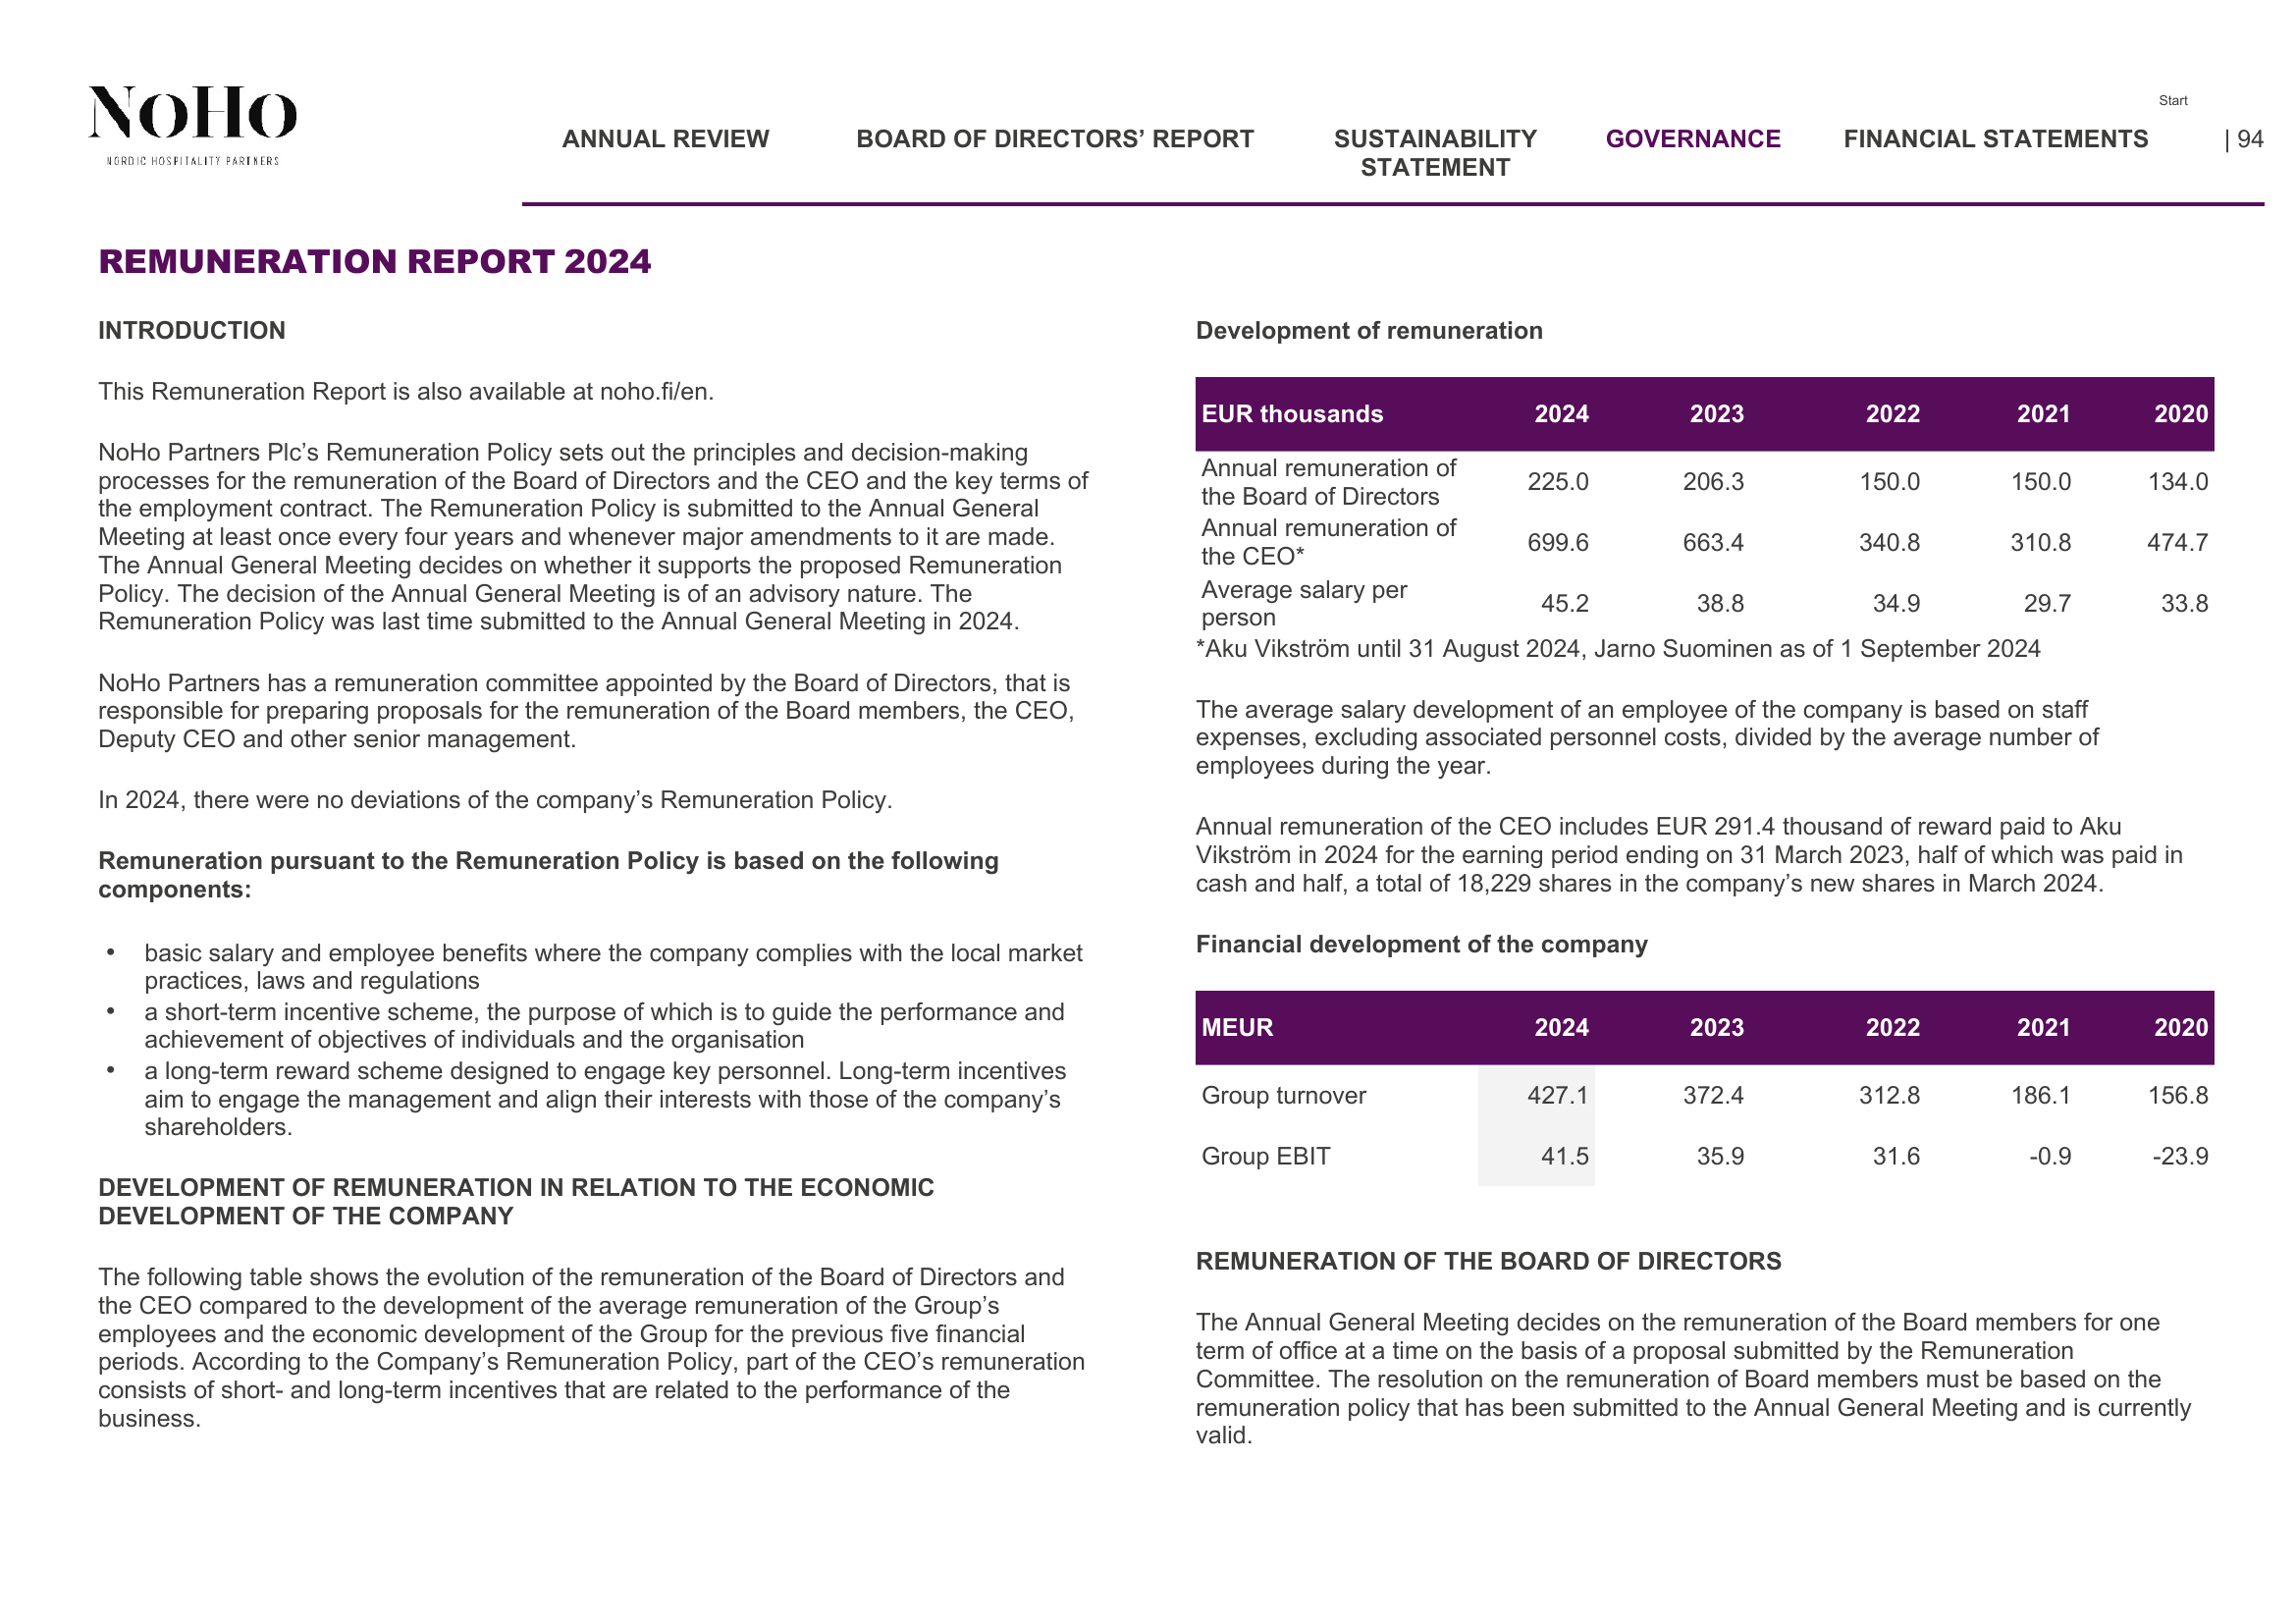 NoHo
NORDIC HOSPITALITY PARTNERS
Start
ANNUAL REVIEW BOARD OF DIRECTORS’ REPORT SUSTAINABILITY STATEMENT GOVERNANCE FINANCIAL STATEMENTS | 94
REMUNERATION REPORT 2024
INTRODUCTION
This Remuneration Report is also available at noho.fi/en.
NoHo Partners Plc’s Remuneration Policy sets out the principles and decision-making
processes for the remuneration of the Board of Directors and the CEO and the key terms of
the employment contract. The Remuneration Policy is submitted to the Annual General
Meeting at least once every four years and whenever major amendments to it are made.
The Annual General Meeting decides on whether it supports the proposed Remuneration
Policy. The decision of the Annual General Meeting is of an advisory nature. The
Remuneration Policy was last time submitted to the Annual General Meeting in 2024.
NoHo Partners has a remuneration committee appointed by the Board of Directors, that is
responsible for preparing proposals for the remuneration of the Board members, the CEO,
Deputy CEO and other senior management.
In 2024, there were no deviations of the company’s Remuneration Policy.
Remuneration pursuant to the Remuneration Policy is based on the following
components:
• basic salary and employee benefits where the company complies with the local market
practices, laws and regulations
• a short-term incentive scheme, the purpose of which is to guide the performance and
achievement of objectives of individuals and the organisation
• a long-term reward scheme designed to engage key personnel. Long-term incentives
aim to engage the management and align their interests with those of the company’s
shareholders.
DEVELOPMENT OF REMUNERATION IN RELATION TO THE ECONOMIC
DEVELOPMENT OF THE COMPANY
The following table shows the evolution of the remuneration of the Board of Directors and
the CEO compared to the development of the average remuneration of the Group’s
employees and the economic development of the Group for the previous five financial
periods. According to the Company’s Remuneration Policy, part of the CEO’s remuneration
consists of short- and long-term incentives that are related to the performance of the
business.
Development of remuneration
EUR thousands 2024 2023 2022 2021 2020
Annual remuneration of
the Board of Directors 225.0 206.3 150.0 150.0 134.0
Annual remuneration of
the CEO* 699.6 663.4 340.8 310.8 474.7
Average salary per
person 45.2 38.8 34.9 29.7 33.8
*Aku Vikström until 31 August 2024, Jarno Suominen as of 1 September 2024
The average salary development of an employee of the company is based on staff
expenses, excluding associated personnel costs, divided by the average number of
employees during the year.
Annual remuneration of the CEO includes EUR 291.4 thousand of reward paid to Aku
Vikström in 2024 for the earning period ending on 31 March 2023, half of which was paid in
cash and half, a total of 18,229 shares in the company’s new shares in March 2024.
Financial development of the company
MEUR 2024 2023 2022 2021 2020
Group turnover 427.1 372.4 312.8 186.1 156.8
Group EBIT 41.5 35.9 31.6 -0.9 -23.9
REMUNERATION OF THE BOARD OF DIRECTORS
The Annual General Meeting decides on the remuneration of the Board members for one
term of office at a time on the basis of a proposal submitted by the Remuneration
Committee. The resolution on the remuneration of Board members must be based on the
remuneration policy that has been submitted to the Annual General Meeting and is currently
valid.